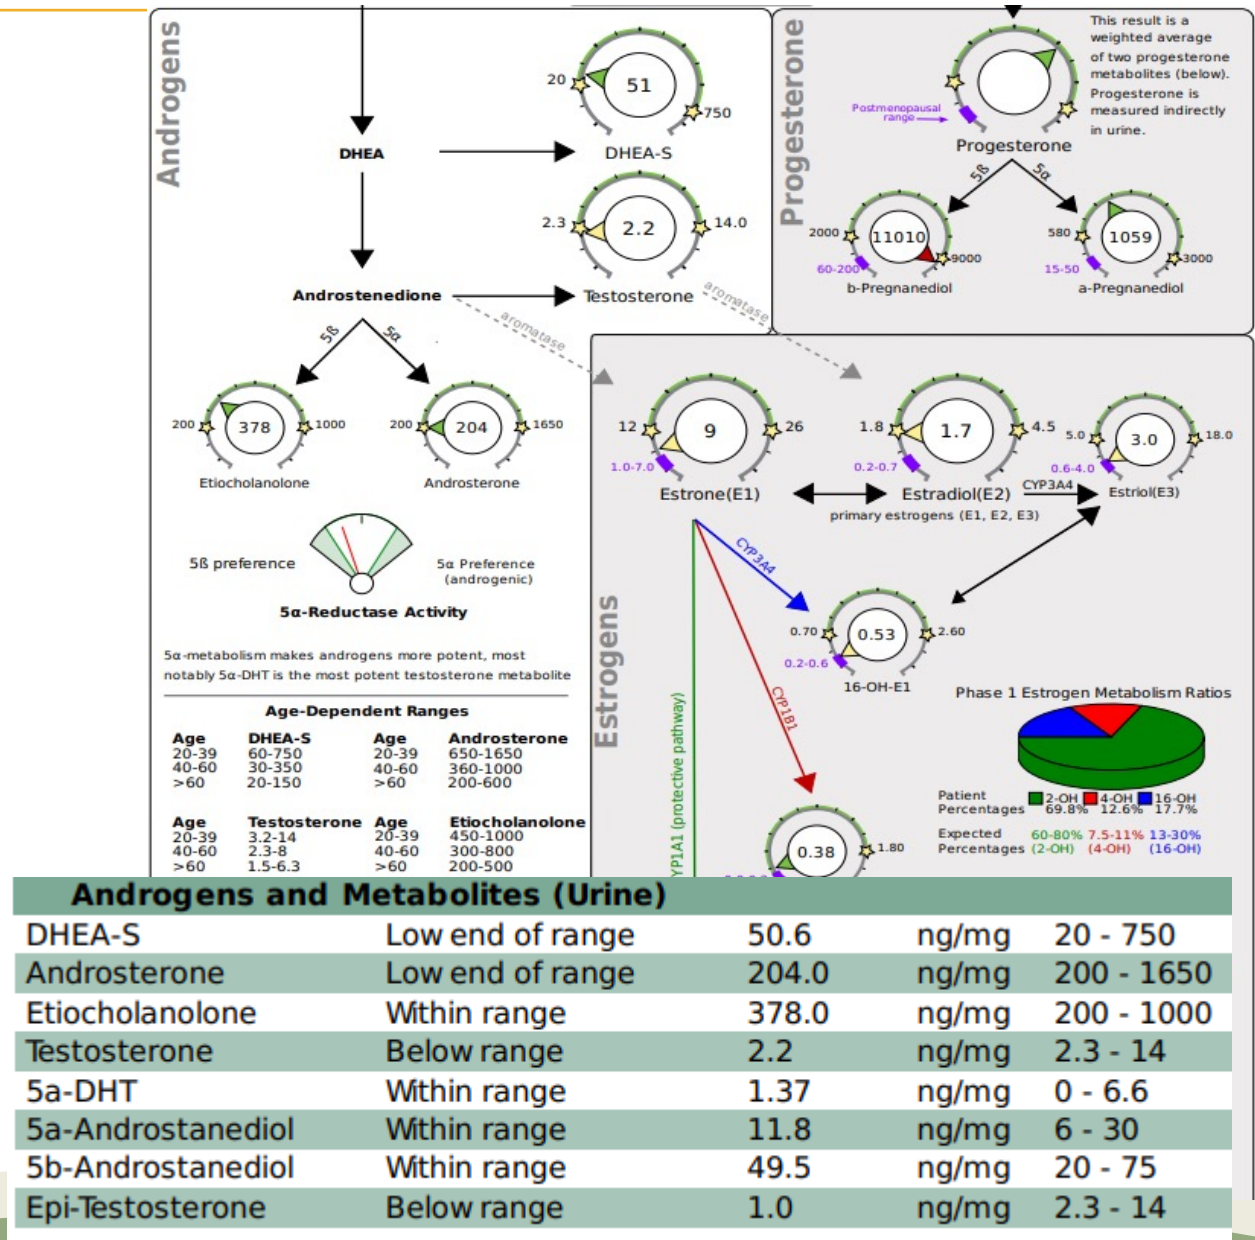 Androgens
20
51
750
DHEA
DHEA-S
2.3
2.2
14.0
Androstenedione
Testosterone
aromatase
aromatase
5ß
5α
200
378
1000
200
204
1650
Etiocholanolone
Androsterone
5ß preference
5α Preference
(androgenic)
5α-Reductase Activity
5α-metabolism makes androgens more potent, most
notably 5α-DHT is the most potent testosterone metabolite
Age-Dependent Ranges
Age DHEA-S Age Androsterone
20-39 60-750 20-39 650-1650
40-60 30-350 40-60 360-1000
>60 20-150 >60 200-600
Age Testosterone Age Etiocholanolone
20-39 3.2-14 20-39 450-1000
40-60 2.3-8 40-60 300-800
>60 1.5-6.3 >60 200-500
Progesterone
This result is a
weighted average
of two progesterone
metabolites (below).
Progesterone is
measured indirectly
in urine.
Postmenopausal
range
Progesterone
5ß
5α
2000
11010
9000
60-200
b-Pregnanediol
580
1059
3000
15-50
a-Pregnanediol
Estrogens
12
9
26
1.0-7.0
Estrone(E1)
1.8
1.7
4.5
0.2-0.7
Estradiol(E2)
5.0
3.0
18.0
0.6-4.0
Estriol(E3)
CYP3A4
primary estrogens (E1, E2, E3)
CYP3A4
0.70
0.53
2.60
0.2-0.6
16-OH-E1
CYP1B1
YP1A1 (protective pathway)
0.38
1.80
Phase 1 Estrogen Metabolism Ratios
Patient
Percentages
2-OH 4-OH 16-OH
69.8% 12.6% 17.7%
Expected 60-80% 7.5-11% 13-30%
Percentages (2-OH) (4-OH) (16-OH)
Androgens and Metabolites (Urine)
DHEA-S Low end of range 50.6 ng/mg 20 - 750
Androsterone Low end of range 204.0 ng/mg 200 - 1650
Etiocholanolone Within range 378.0 ng/mg 200 - 1000
Testosterone Below range 2.2 ng/mg 2.3 - 14
5a-DHT Within range 1.37 ng/mg 0 - 6.6
5a-Androstanediol Within range 11.8 ng/mg 6 - 30
5b-Androstanediol Within range 49.5 ng/mg 20 - 75
Epi-Testosterone Below range 1.0 ng/mg 2.3 - 14